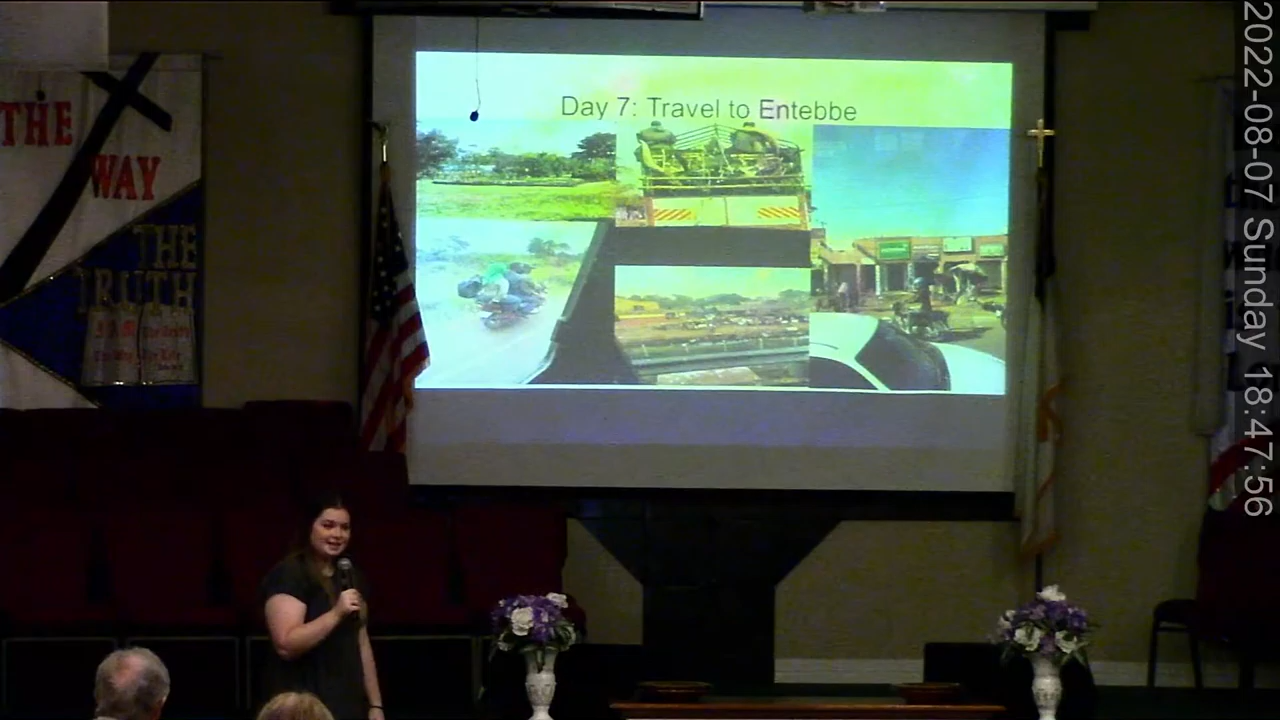 THE
WAY
THE
TRUTH
Day 7: Travel to Entebbe
2022-08-07 Sunday 18:47:56